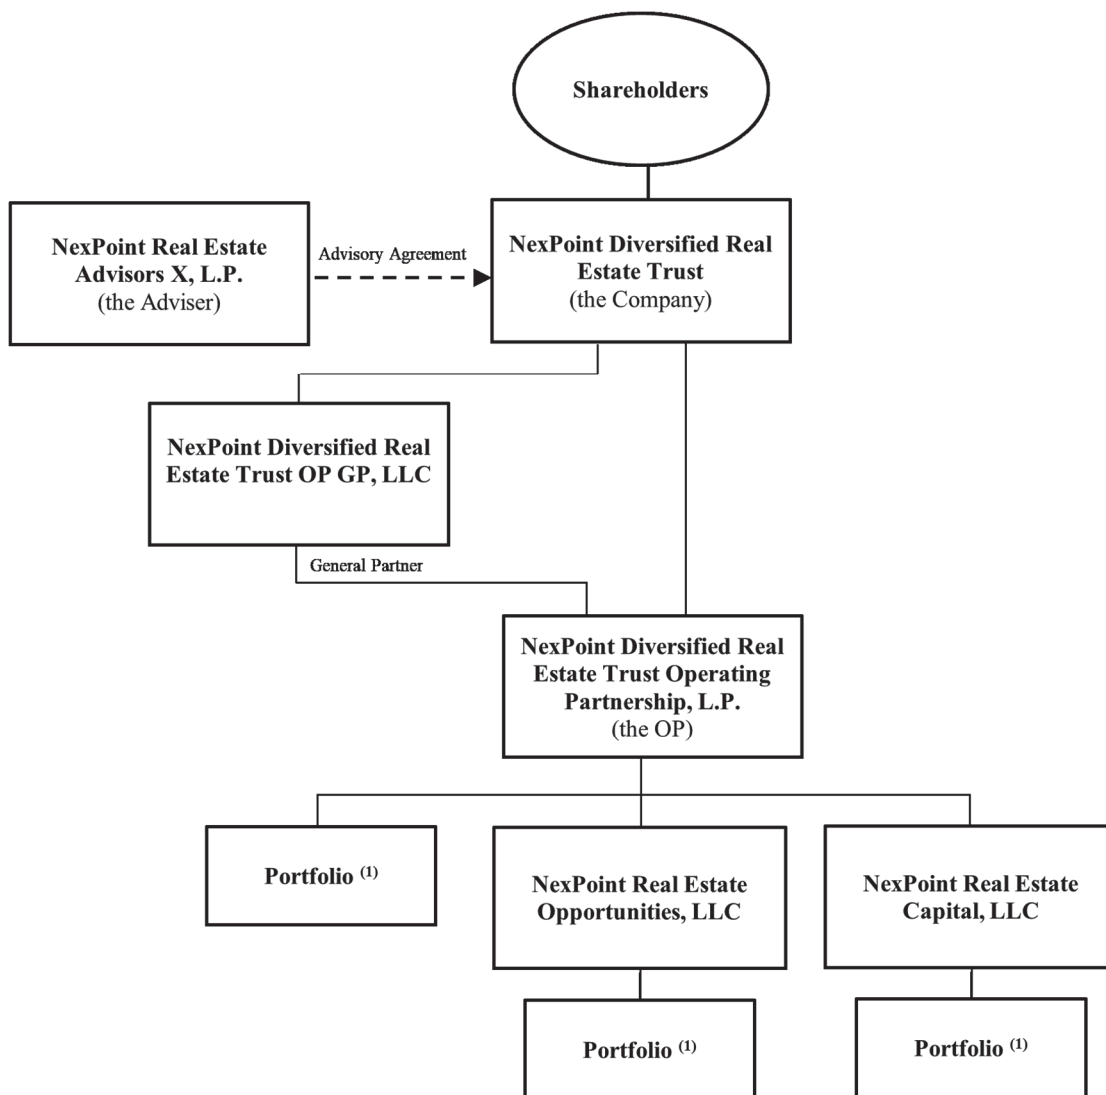 Shareholders
NexPoint Real Estate
Advisors X, L.P.
(the Adviser)
Advisory Agreement
NexPoint Diversified Real
Estate Trust
(the Company)
NexPoint Diversified Real
Estate Trust OP GP, LLC
General Partner
NexPoint Diversified Real
Estate Trust Operating
Partnership, L.P.
(the OP)
Portfolio (1)
NexPoint Real Estate
Opportunities, LLC
NexPoint Real Estate
Capital, LLC
Portfolio (1)
Portfolio (1)